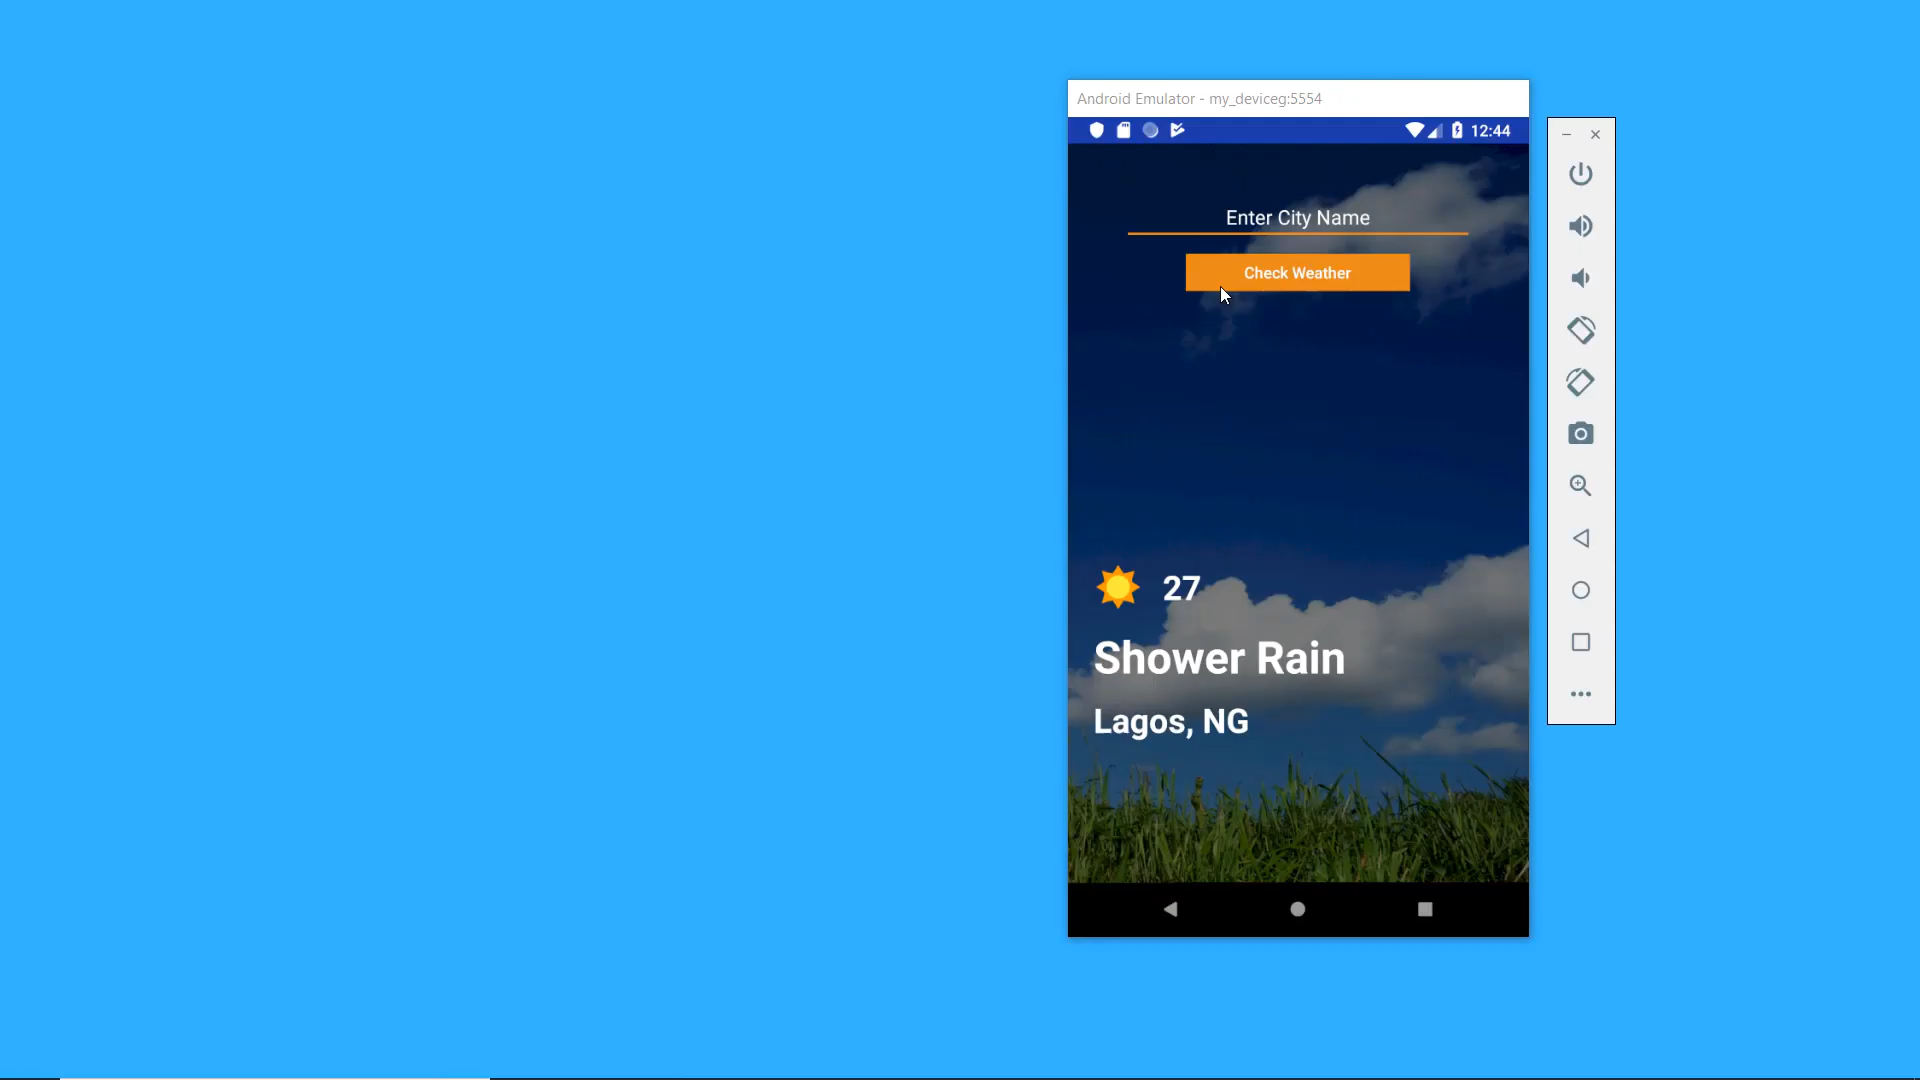 Android Emulator - my_deviceg:5554
12:44
Enter City Name
Check Weather
27
Shower Rain
Lagos, NG